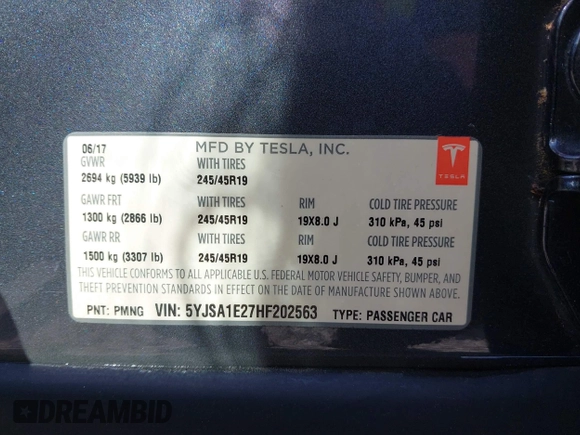 06/17 MFD BY TESLA, INC.
GVWR WITH TIRES
2694 kg (5939 lb) 245/45R19
TESLA
GAWR FRT WITH TIRES RIM COLD TIRE PRESSURE
1300 kg (2866 lb) 245/45R19 19X8.0 J 310 kPa, 45 psi
GAWR RR WITH TIRES RIM COLD TIRE PRESSURE
1500 kg (3307 lb) 245/45R19 19X8.0 J 310 kPa, 45 psi
THIS VEHICLE CONFORMS TO ALL APPLICABLE U.S. FEDERAL MOTOR VEHICLE SAFETY, BUMPER, AND
THEFT PREVENTION STANDARDS IN EFFECT ON THE DATE OF MANUFACTURE SHOWN ABOVE.
PNT: PMNG VIN: 5YJSA1E27HF202563 TYPE: PASSENGER CAR
DREAMBID